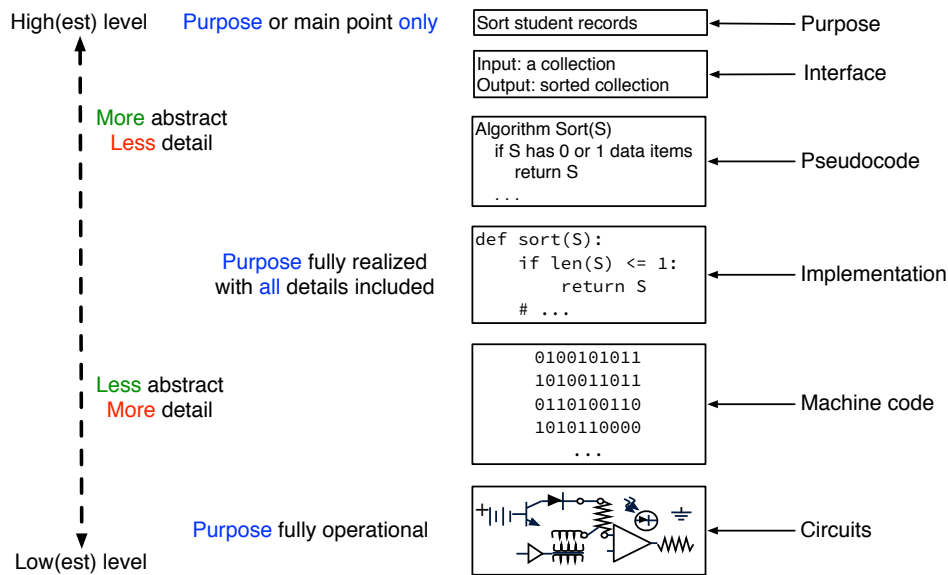 High(est) level
Purpose or main point only
Sort student records
Purpose
Input: a collection
Output: sorted collection
Interface
More abstract
Less detail
Algorithm Sort(S)
if S has 0 or 1 data items
return S
...
Pseudocode
Purpose fully realized
with all details included
def sort(S):
if len(S) <= 1:
return S
# ...
Implementation
Less abstract
More detail
0100101011
1010011011
0110100110
1010110000
...
Machine code
Purpose fully operational
Circuits
Low(est) level